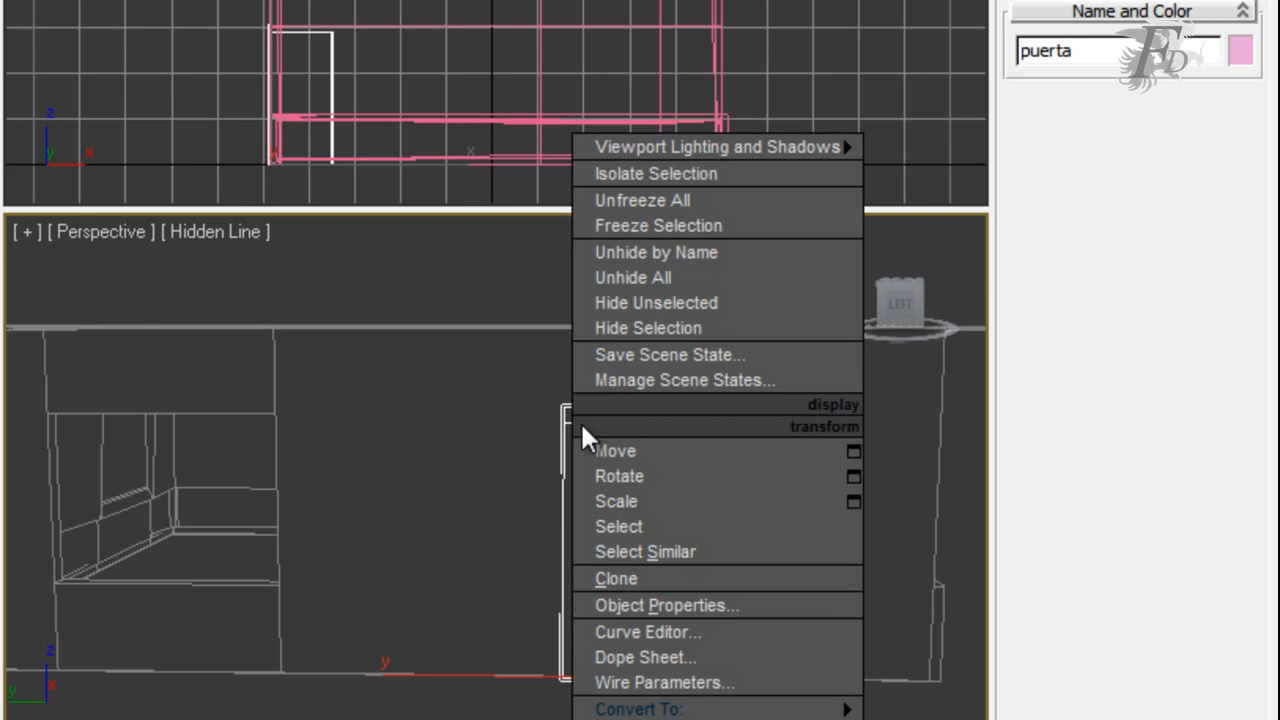 Name and Color
puerta
FD
z
y x
x
Viewport Lighting and Shadows
Isolate Selection
Unfreeze All
Freeze Selection
Unhide by Name
Unhide All
Hide Unselected
Hide Selection
Save Scene State...
Manage Scene States...
display
transform
Move
Rotate
Scale
Select
Select Similar
Clone
Object Properties...
Curve Editor...
Dope Sheet...
Wire Parameters...
Convert To:
[ + ] [ Perspective ] [ Hidden Line ]
LEFT
y
z
y x